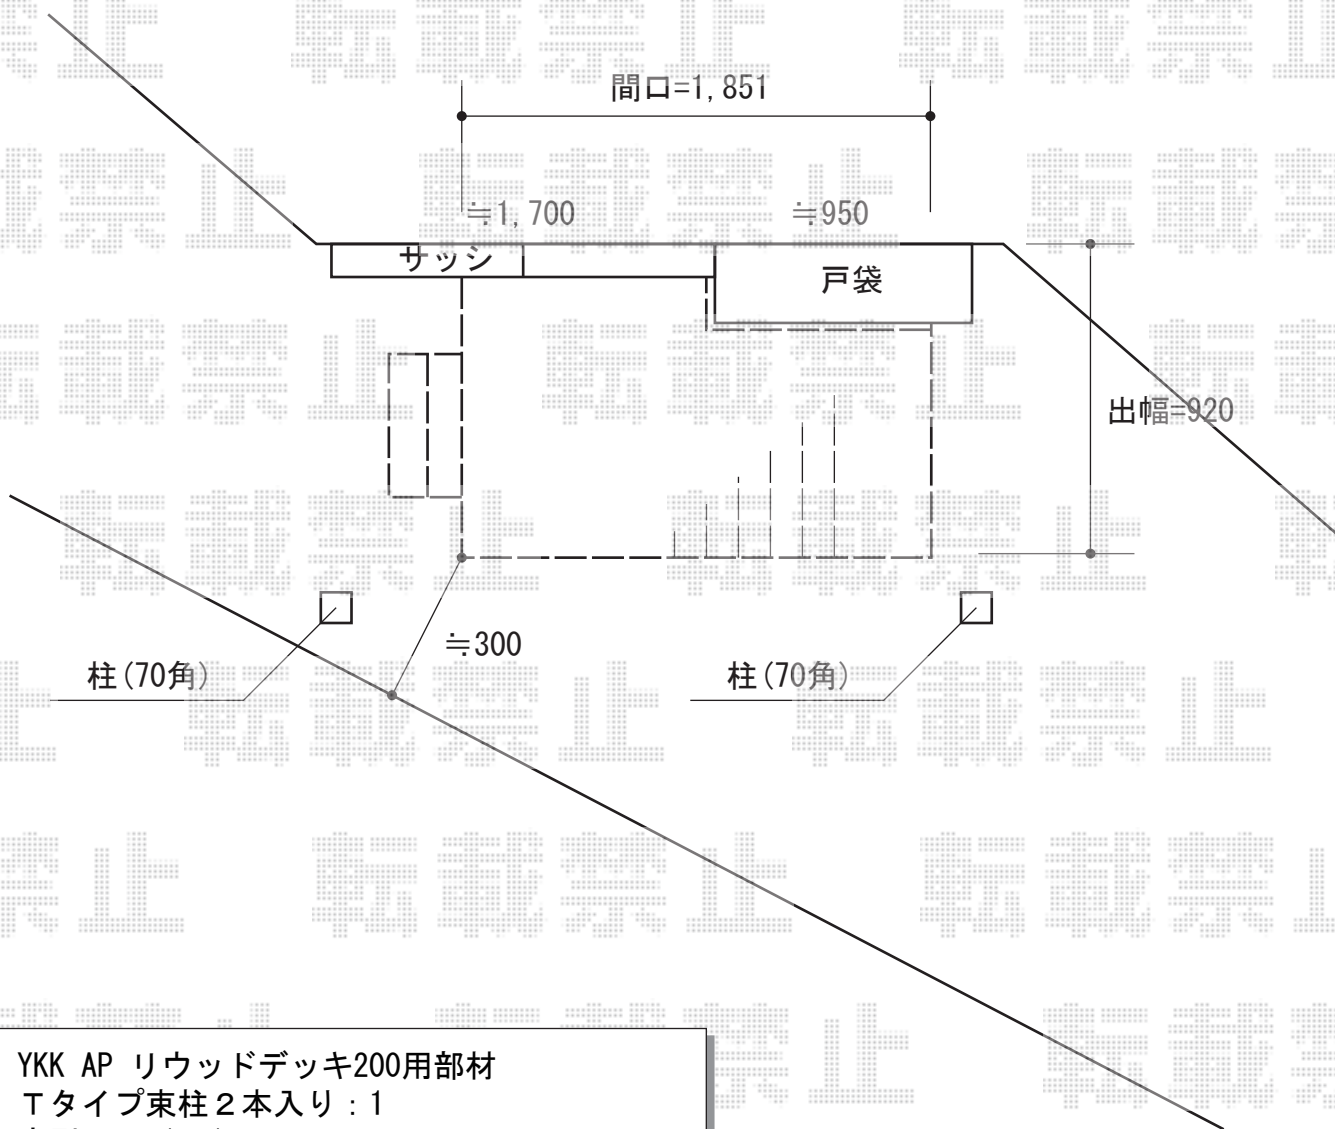 間口=1,851
≒1,700
≒950
サッシ
戸袋
出幅=920
≒300
柱(70角)
柱(70角)
YKK AP リウッドデッキ200用部材
Tタイプ束柱2本入り:1
転載禁止